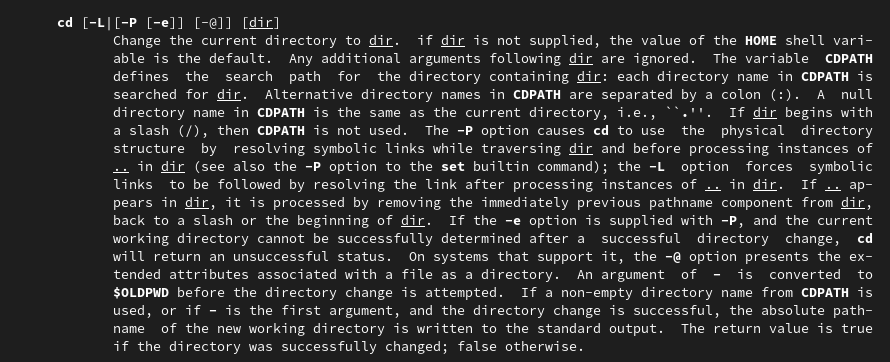 cd [-L|[-P [-e]] [-@]] [dir]
Change the current directory to dir.  if dir is not supplied, the value of the HOME shell vari-
able is the default.  Any additional arguments following dir are ignored.  The variable  CDPATH
defines  the  search  path  for  the directory containing dir: each directory name in CDPATH is
searched for dir.  Alternative directory names in CDPATH are separated by a colon (:).  A  null
directory name in CDPATH is the same as the current directory, i.e., ``.''.  If dir begins with
a slash (/), then CDPATH is not used.  The -P option causes cd to use  the  physical  directory
structure  by  resolving symbolic links while traversing dir and before processing instances of
.. in dir (see also the -P option to the set builtin command); the -L  option  forces  symbolic
links  to be followed by resolving the link after processing instances of .. in dir.  If .. ap-
pears in dir, it is processed by removing the immediately previous pathname component from dir,
back to a slash or the beginning of dir.  If the -e option is supplied with -P, and the current
working directory cannot be successfully determined after a  successful  directory  change,  cd
will return an unsuccessful status.  On systems that support it, the -@ option presents the ex-
tended attributes associated with a file as a directory.  An argument of  -  is  converted  to
$OLDPWD before the directory change is attempted.  If a non-empty directory name from CDPATH is
used, or if - is the first argument, and the directory change is successful, the absolute path-
name  of the new working directory is written to the standard output.  The return value is true
if the directory was successfully changed; false otherwise.